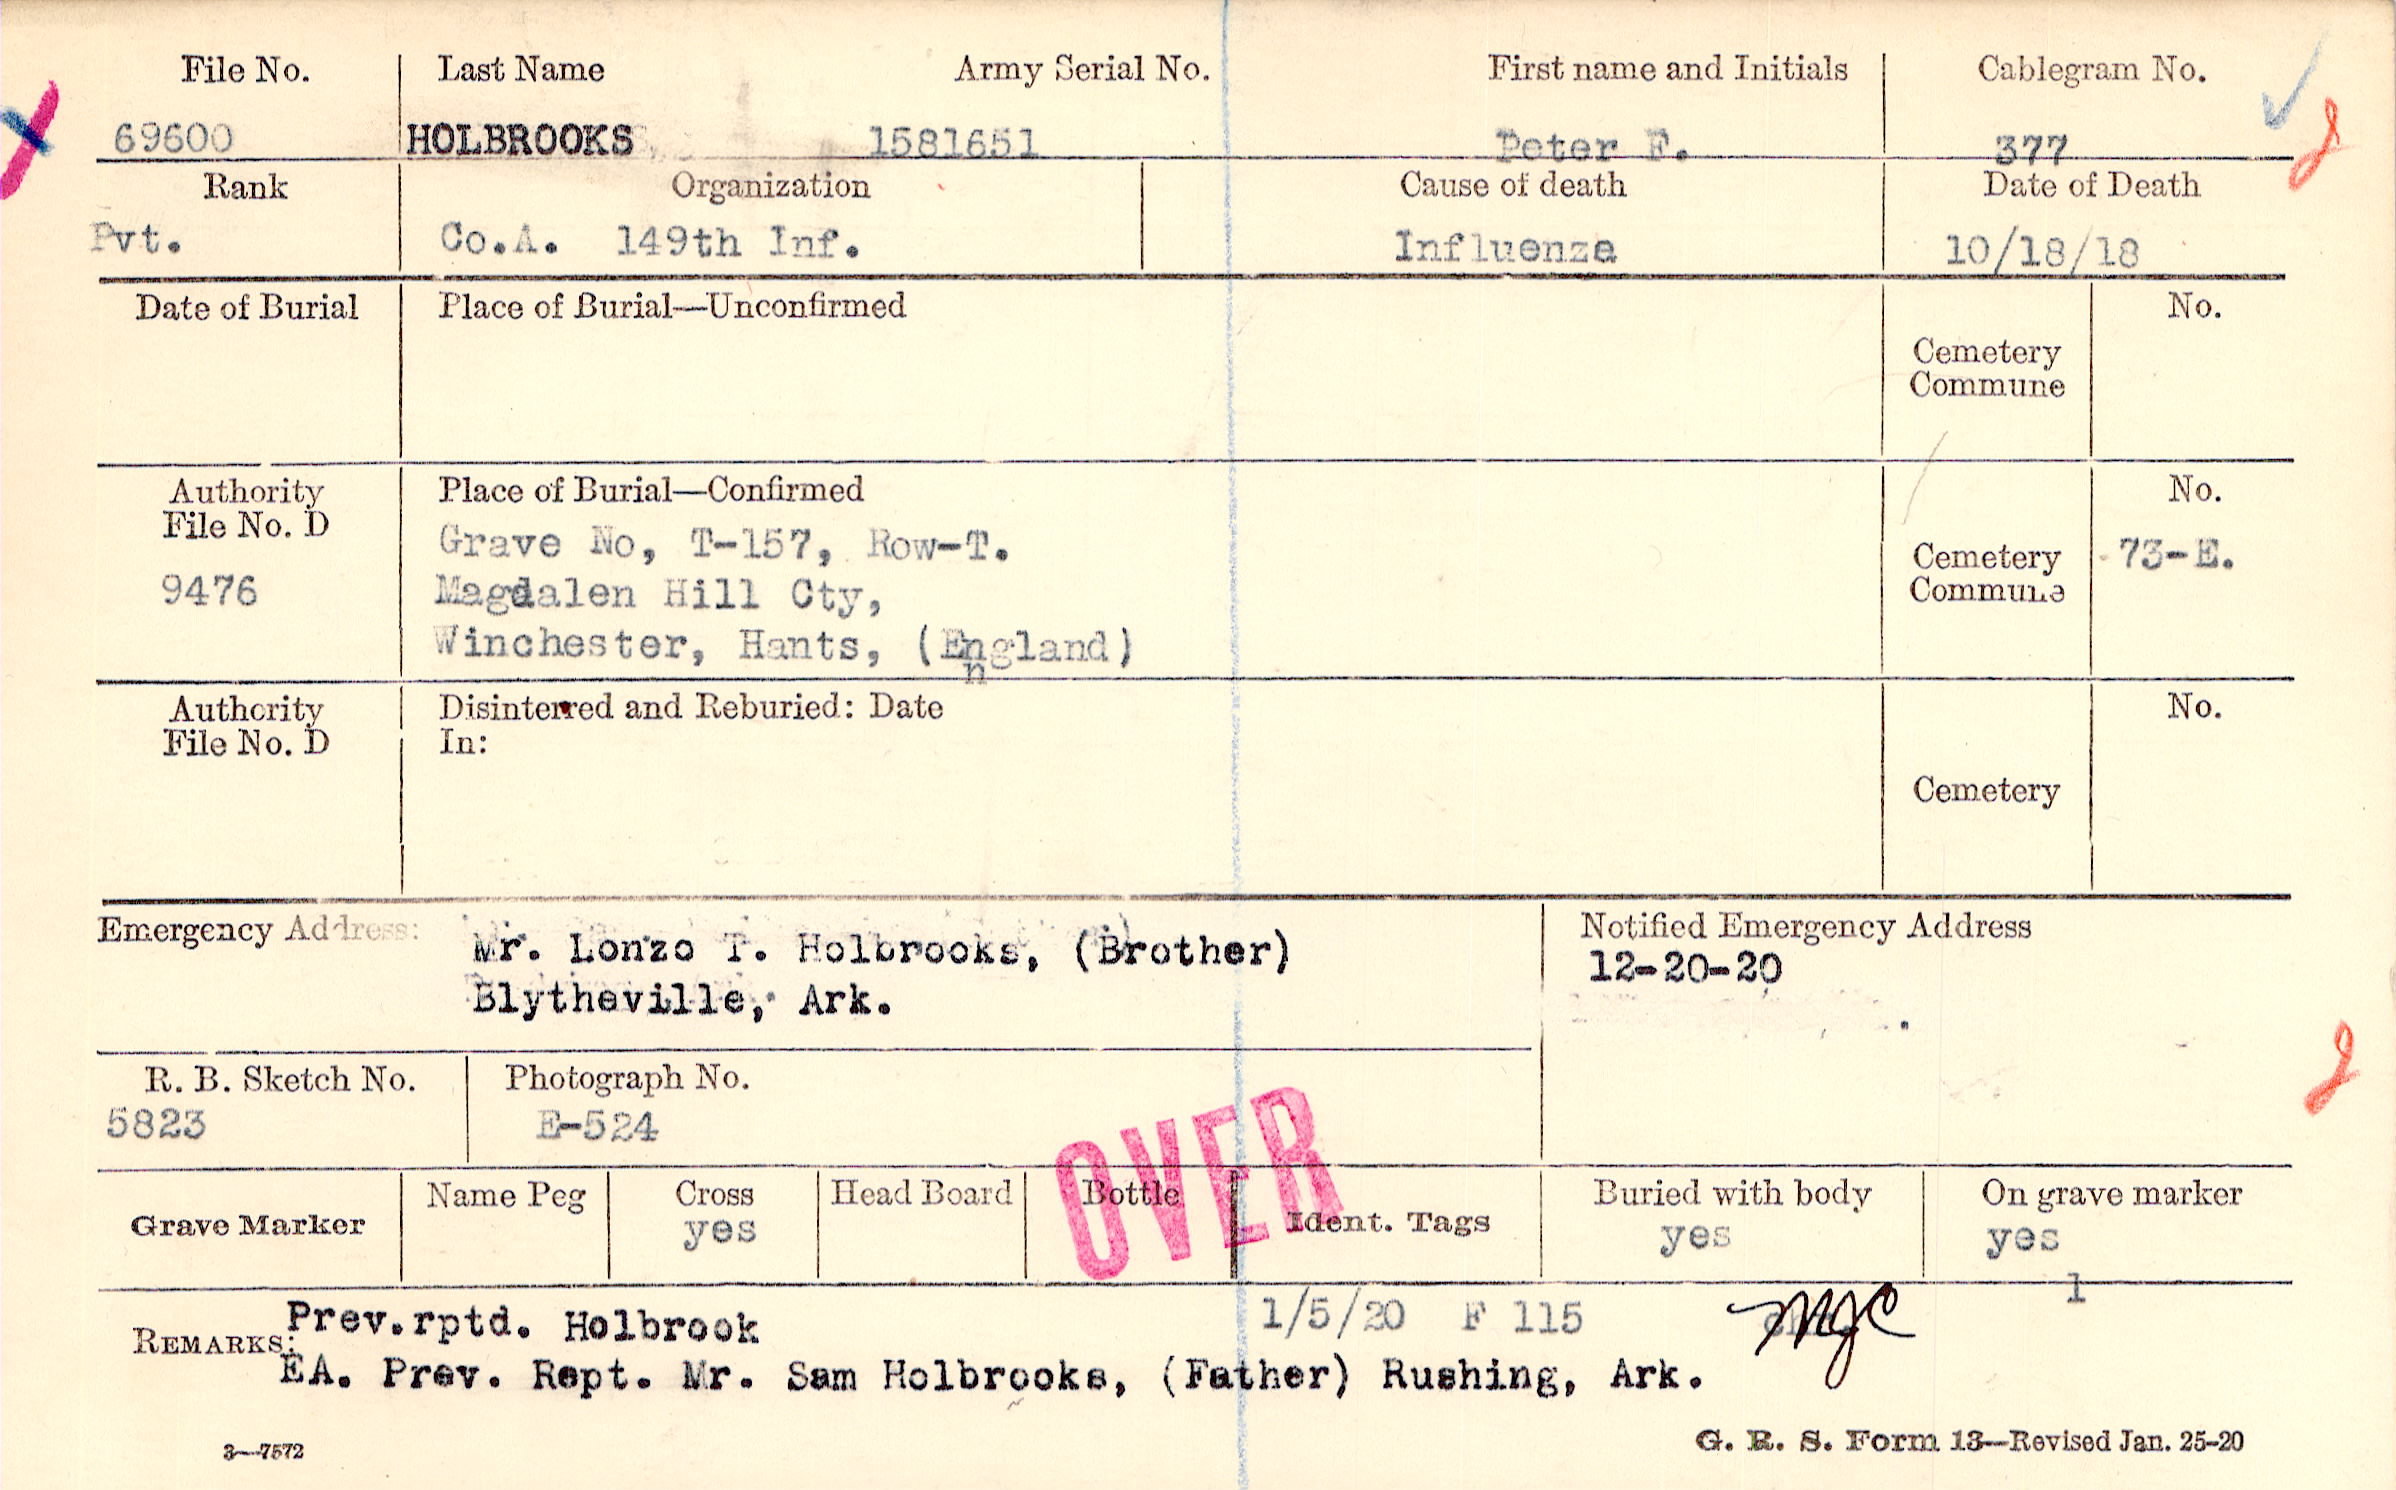 File No. Last Name Army Serial No. First name and Initials Cablegram No.
69600 HOLBROOKS 1581651 Peter F. 377
Rank Organization Cause of death Date of Death
Pvt. Co.A. 149th Inf. Influenza 10/18/18
Date of Burial Place of Burial—Unconfirmed No.
Cemetery
Commune
Authority Place of Burial—Confirmed No.
File No. D
Grave No, T-157, Row-T.
9476 Cemetery 73-E.
Magdalen Hill Cty, Commune
Winchester, Hants, (England)
n
Authority Disinterred and Reburied: Date No.
File No. D In:
Cemetery
Emergency Address: Mr. Lonzo T. Holbrooks, (Brother) Notified Emergency Address
Blytheville, Ark. 12-20-20
R. B. Sketch No. Photograph No.
5823 E-524
OVER
Grave Marker Name Peg Cross Head Board Bottle Ident. Tags Buried with body On grave marker
yes yes yes
1
Prev.rptd. Holbrook 1/5/20 F 115 MJC
REMARKS:
EA. Prev. Rept. Mr. Sam Holbrooks, (Father) Rushing, Ark.
3—7572 G. R. S. Form 13—Revised Jan. 25-20